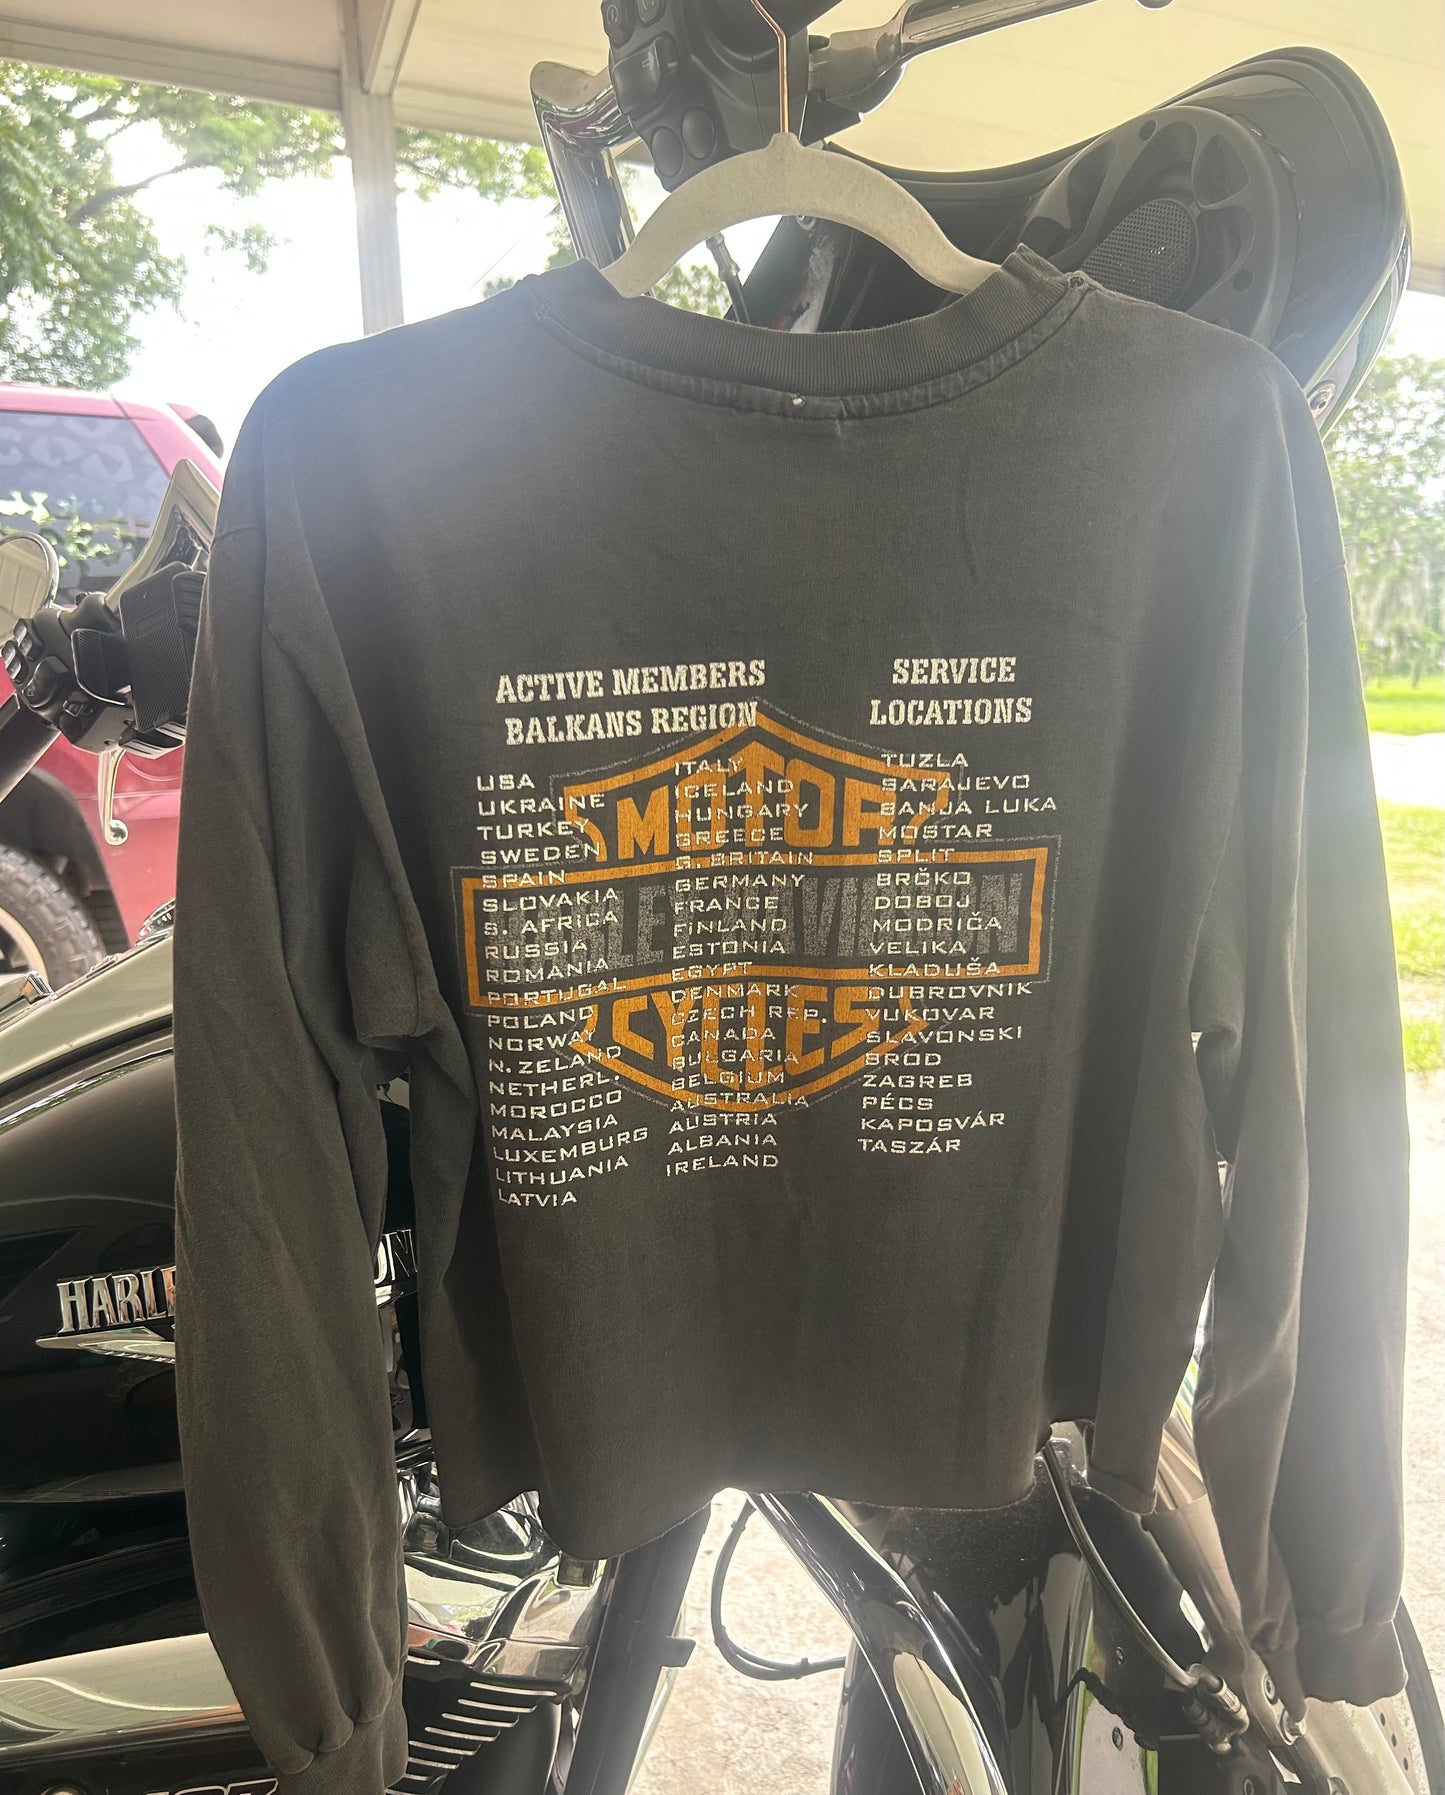 ACTIVE MEMBERS
BALKANS REGION
USA
UKRAINE
TURKEY
SWEDEN
SPAIN
SLOVAKIA
S. AFRICA
RUSSIA
ROMANIA
PORTUGAL
POLAND
NORWAY
N. ZELAND
NETHERL.
MOROCCO
MALAYSIA
LUXEMBURG
LITHUANIA
LATVIA
ITALY
ICELAND
HUNGARY
GREECE
G. BRITAIN
GERMANY
FRANCE
FINLAND
ESTONIA
EGYPT
DENMARK
CZECH REP.
CANADA
BULGARIA
BELGIUM
AUSTRALIA
AUSTRIA
ALBANIA
IRELAND
SERVICE
LOCATIONS
TUZLA
SARAJEVO
BANJA LUKA
MOSTAR
SPLIT
BRČKO
DOBOJ
MODRIČA
VELIKA
KLADUŠA
DUBROVNIK
VUKOVAR
SLAVONSKI
BROD
ZAGREB
PÉCS
KAPOSVÁR
TASZÁR
MOTOR
HARLEY-DAVIDSON
CYCLES